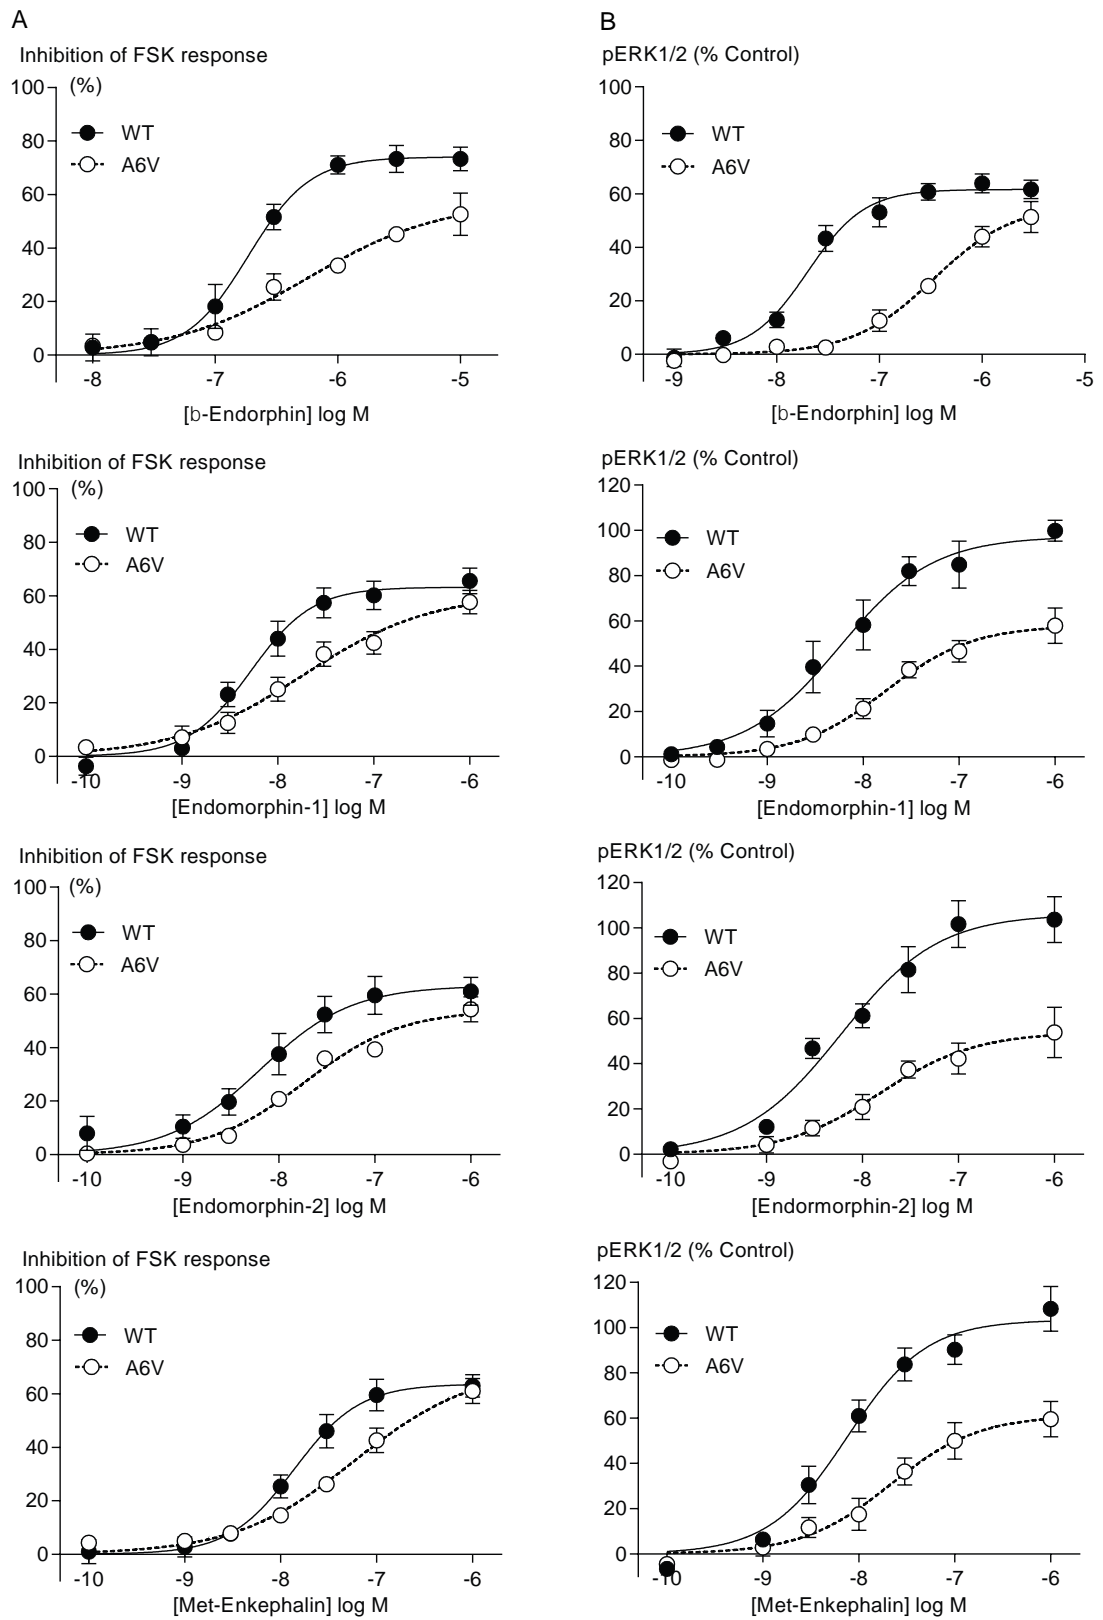 A
Inhibition of FSK response
(%)
100
80
60
40
20
0
WT
A6V
-8 -7 -6 -5
[b-Endorphin] log M
B
pERK1/2 (% Control)
100
80
60
40
20
0
WT
A6V
-9 -8 -7 -6 -5
[b-Endorphin] log M
Inhibition of FSK response
(%)
100
80
60
40
20
0
WT
A6V
-10 -9 -8 -7 -6
[Endomorphin-1] log M
pERK1/2 (% Control)
120
100
80
60
40
20
0
WT
A6V
-10 -9 -8 -7 -6
[Endomorphin-1] log M
Inhibition of FSK response
(%)
100
80
60
40
20
0
WT
A6V
-10 -9 -8 -7 -6
[Endomorphin-2] log M
pERK1/2 (% Control)
120
100
80
60
40
20
0
WT
A6V
-10 -9 -8 -7 -6
[Endormorphin-2] log M
Inhibition of FSK response
(%)
100
80
60
40
20
0
WT
A6V
-10 -9 -8 -7 -6
[Met-Enkephalin] log M
pERK1/2 (% Control)
120
100
80
60
40
20
0
WT
A6V
-10 -9 -8 -7 -6
[Met-Enkephalin] log M